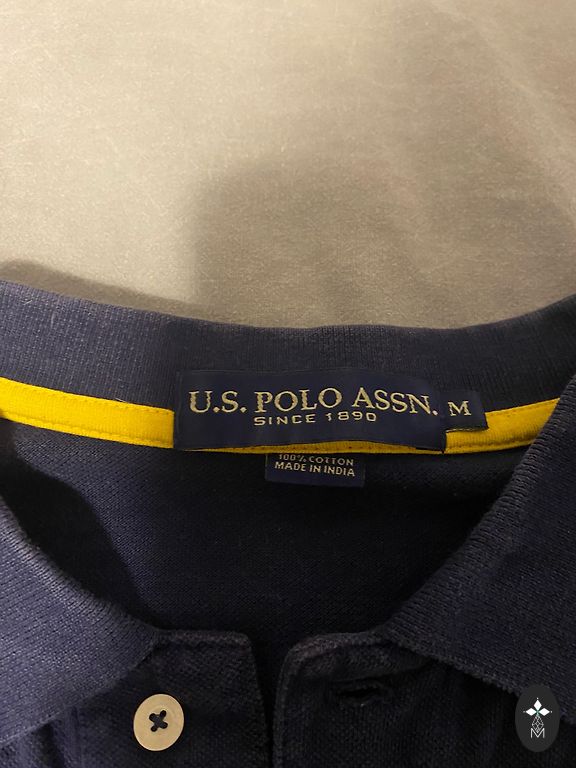 U.S. POLO ASSN. M
SINCE 1890
100% COTTON
MADE IN INDIA